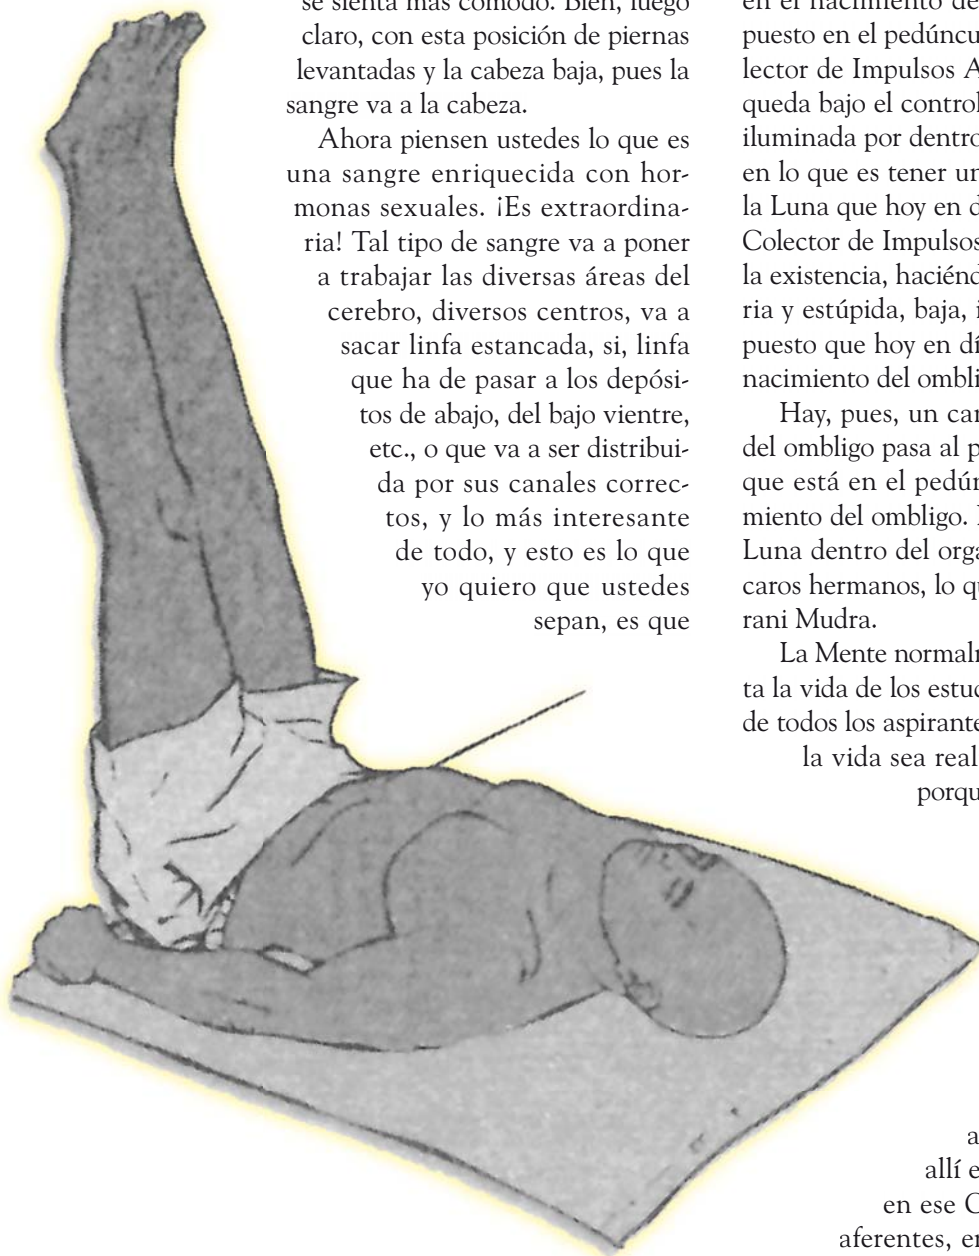 se sienta más cómodo. Bien, luego
claro, con esta posición de piernas
levantadas y la cabeza baja, pues la
sangre va a la cabeza.
Ahora piensen ustedes lo que es
una sangre enriquecida con hor-
monas sexuales. ¡Es extraordina-
ria! Tal tipo de sangre va a poner
a trabajar las diversas áreas del
cerebro, diversos centros, va a
sacar linfa estancada, si, linfa
que ha de pasar a los depósi-
tos de abajo, del bajo vientre,
etc., o que va a ser distribui-
da por sus canales correc-
tos, y lo más interesante
de todo, y esto es lo que
yo quiero que ustedes
sepan, es que
en el nacimiento de
puesto en el pedúncu
lector de Impulsos A
queda bajo el control
iluminada por dentro
en lo que es tener un
la Luna que hoy en d
Colector de Impulsos
la existencia, haciénd
ria y estúpida, baja, i
puesto que hoy en dí
nacimiento del ombli
Hay, pues, un can
del ombligo pasa al p
que está en el pedún
miento del ombligo.
Luna dentro del orga
caros hermanos, lo qu
rani Mudra.
La Mente normalm
ta la vida de los estud
de todos los aspirante
la vida sea real
porqu
a
allí e
en ese C
aferentes, en